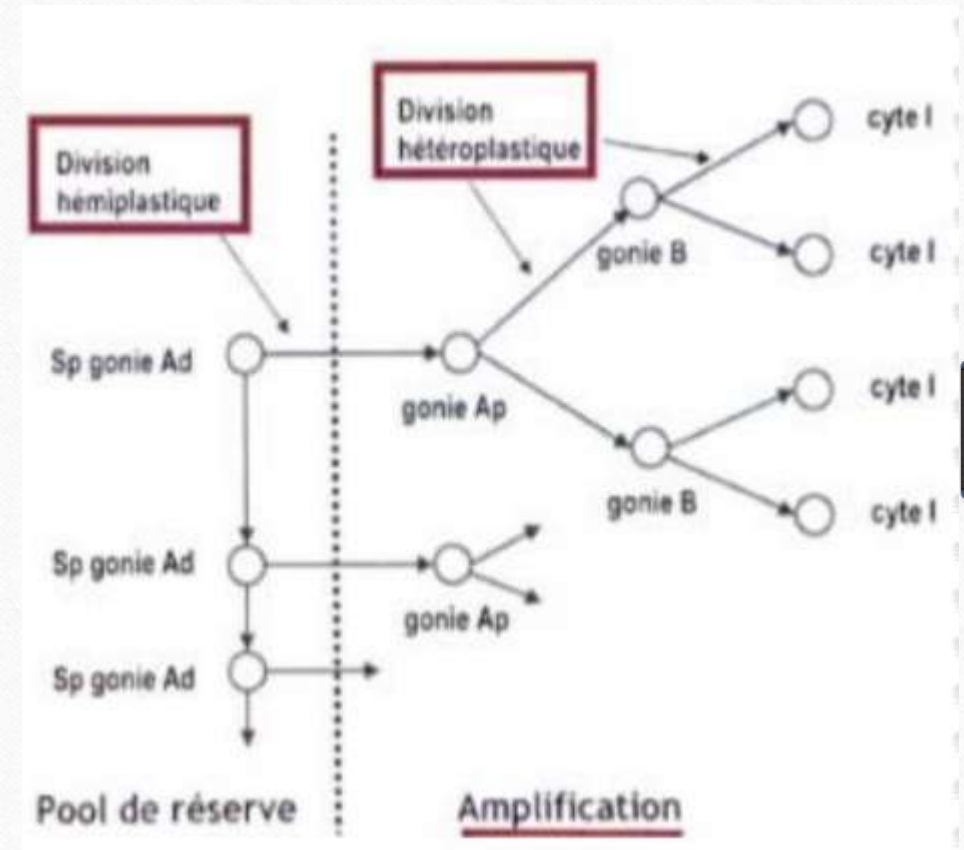 Division
hétéroplastique
cyte I
Division
hémiplastique
gonie B
cyte I
Sp gonie Ad
gonie Ap
cyte I
gonie B
cyte I
Sp gonie Ad
gonie Ap
Sp gonie Ad
Pool de réserve
Amplification